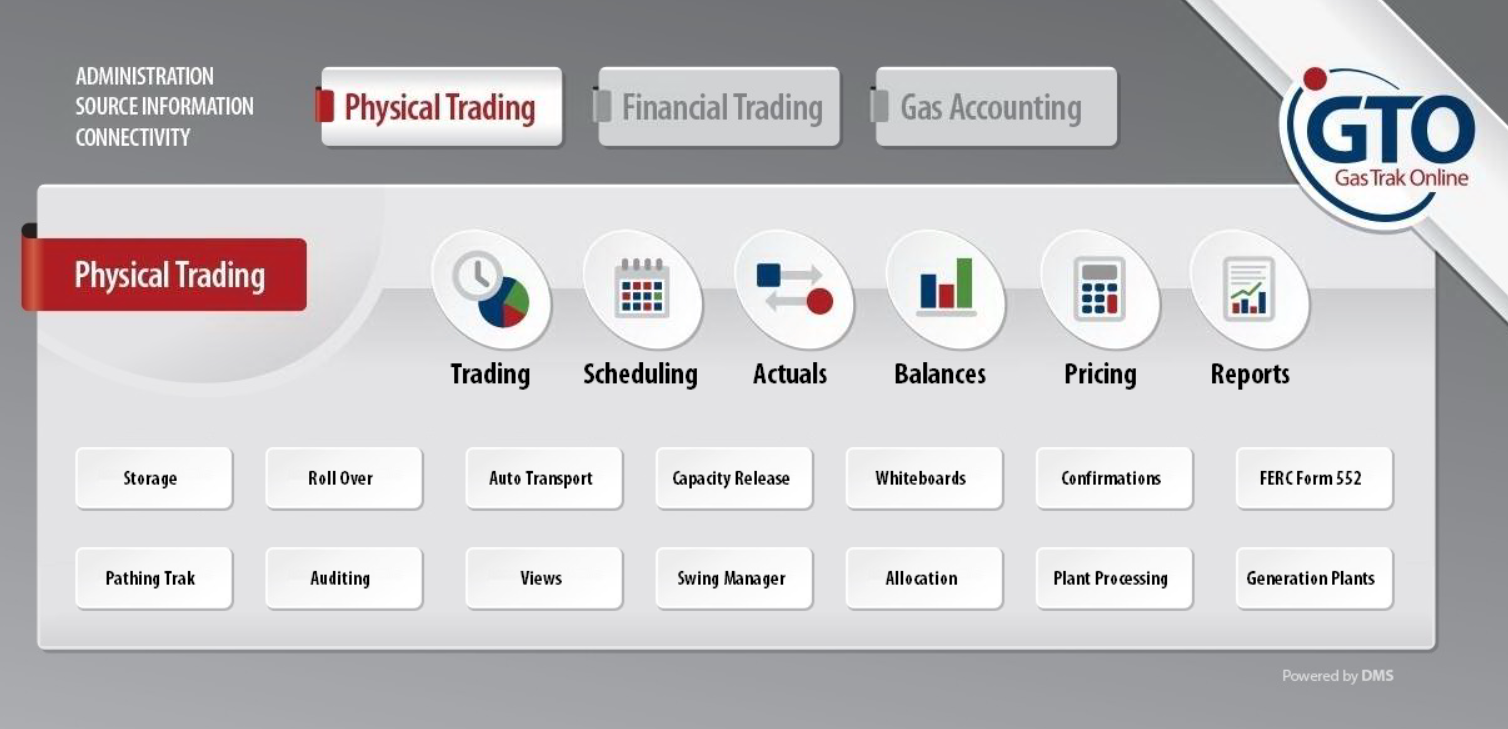 ADMINISTRATION
SOURCE INFORMATION
CONNECTIVITY
Physical Trading
Financial Trading
Gas Accounting
GTO
Gas Trak Online
Physical Trading
Trading
Scheduling
Actuals
Balances
Pricing
Reports
Storage
Roll Over
Auto Transport
Capacity Release
Whiteboards
Confirmations
FERC Form 552
Pathing Trak
Auditing
Views
Swing Manager
Allocation
Plant Processing
Generation Plants
Powered by DMS